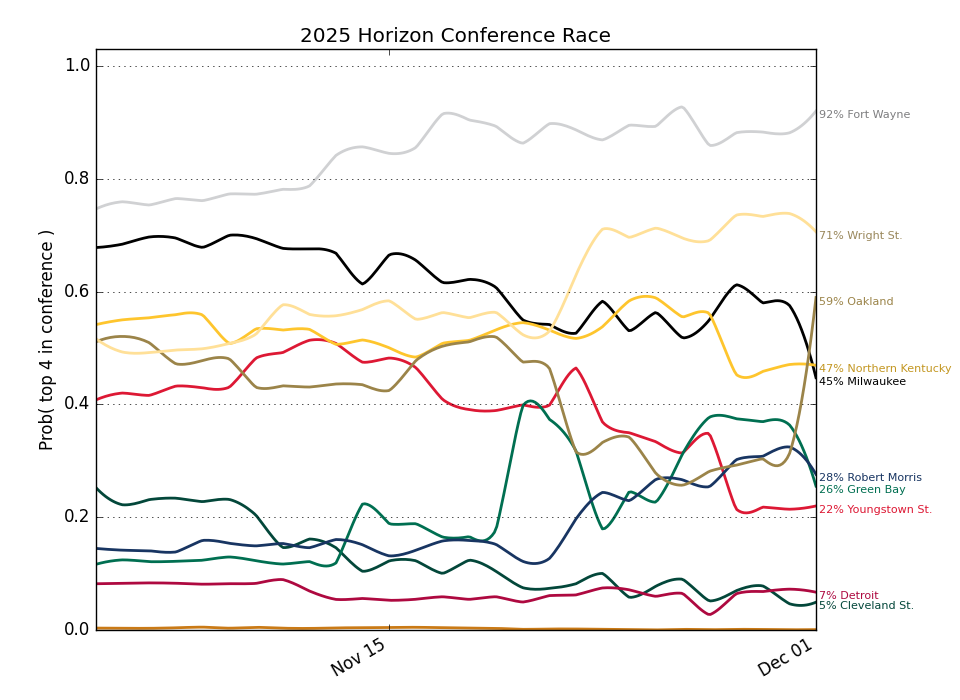 2025 Horizon Conference Race
1.0
0.8
0.6
0.4
0.2
0.0
Prob( top 4 in conference )
Nov 15
Dec 01
92% Fort Wayne
71% Wright St.
59% Oakland
47% Northern Kentucky
45% Milwaukee
28% Robert Morris
26% Green Bay
22% Youngstown St.
7% Detroit
5% Cleveland St.